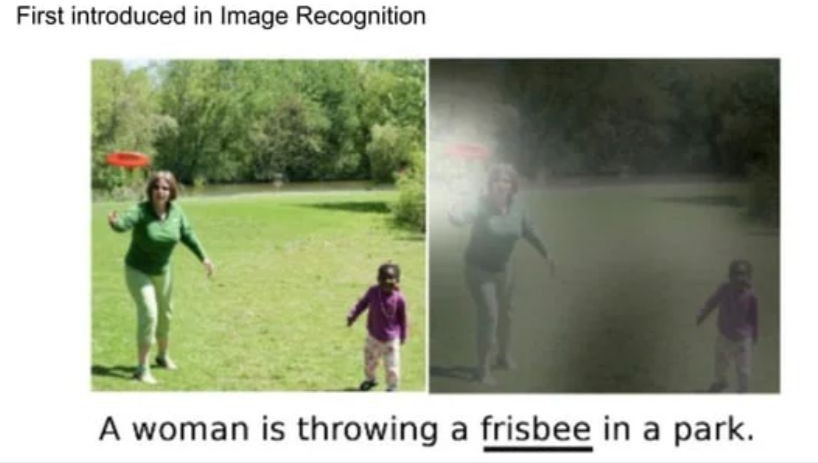 First introduced in Image Recognition
A woman is throwing a frisbee in a park.